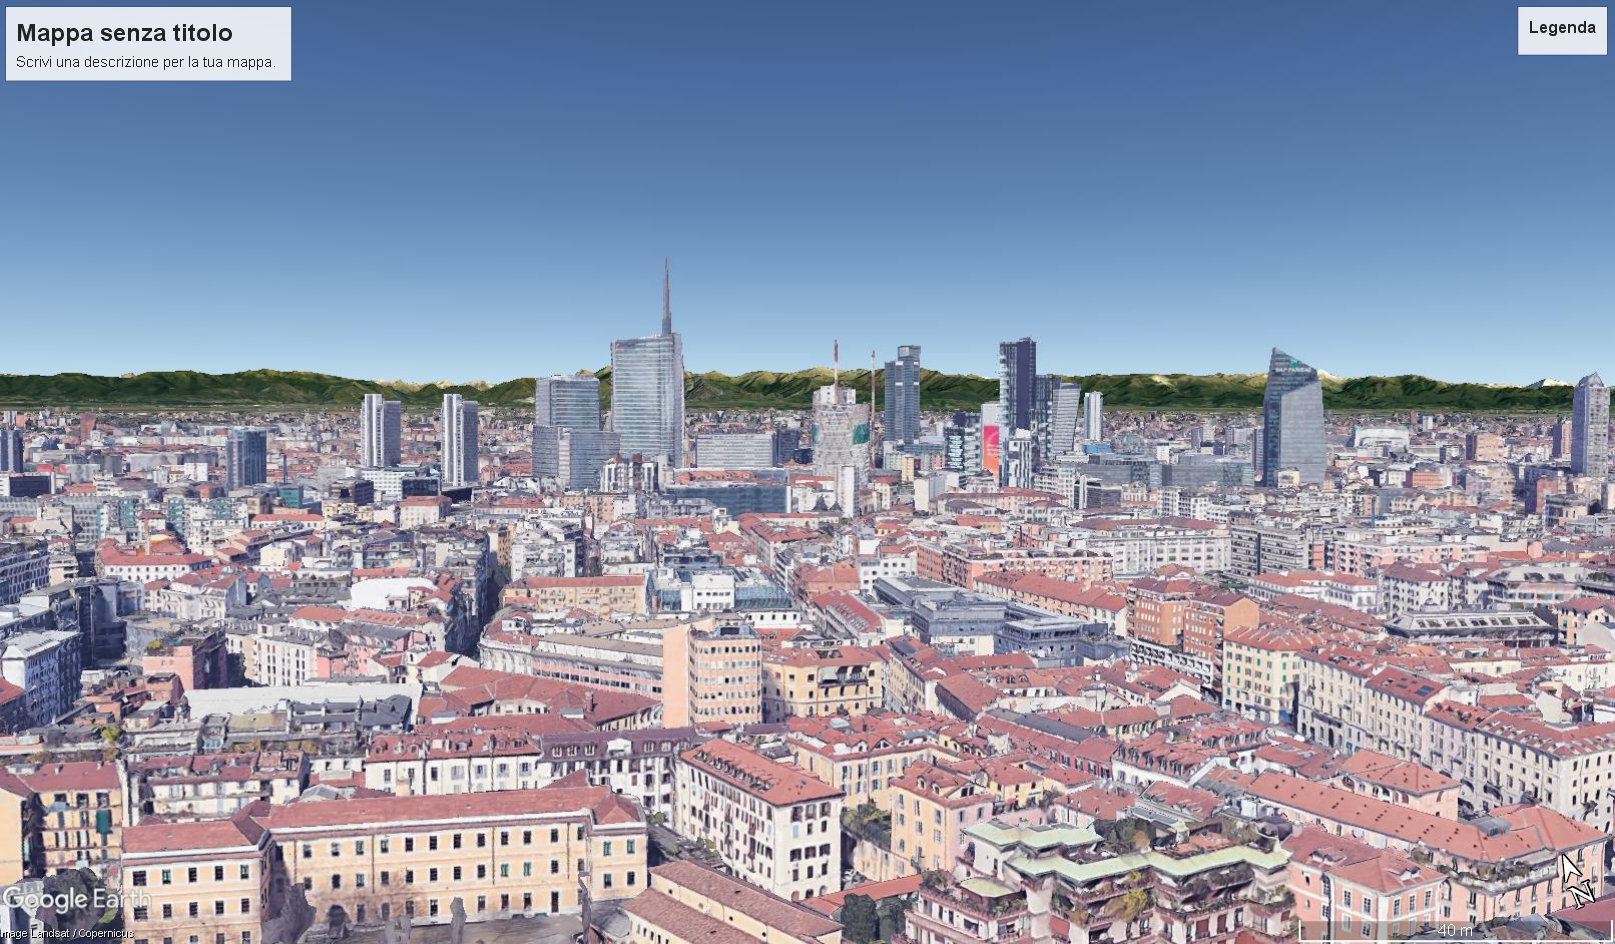 Mappa senza titolo
Scrivi una descrizione per la tua mappa.
Legenda
N
Google Earth
mage Landsat / Copernicus
40 m